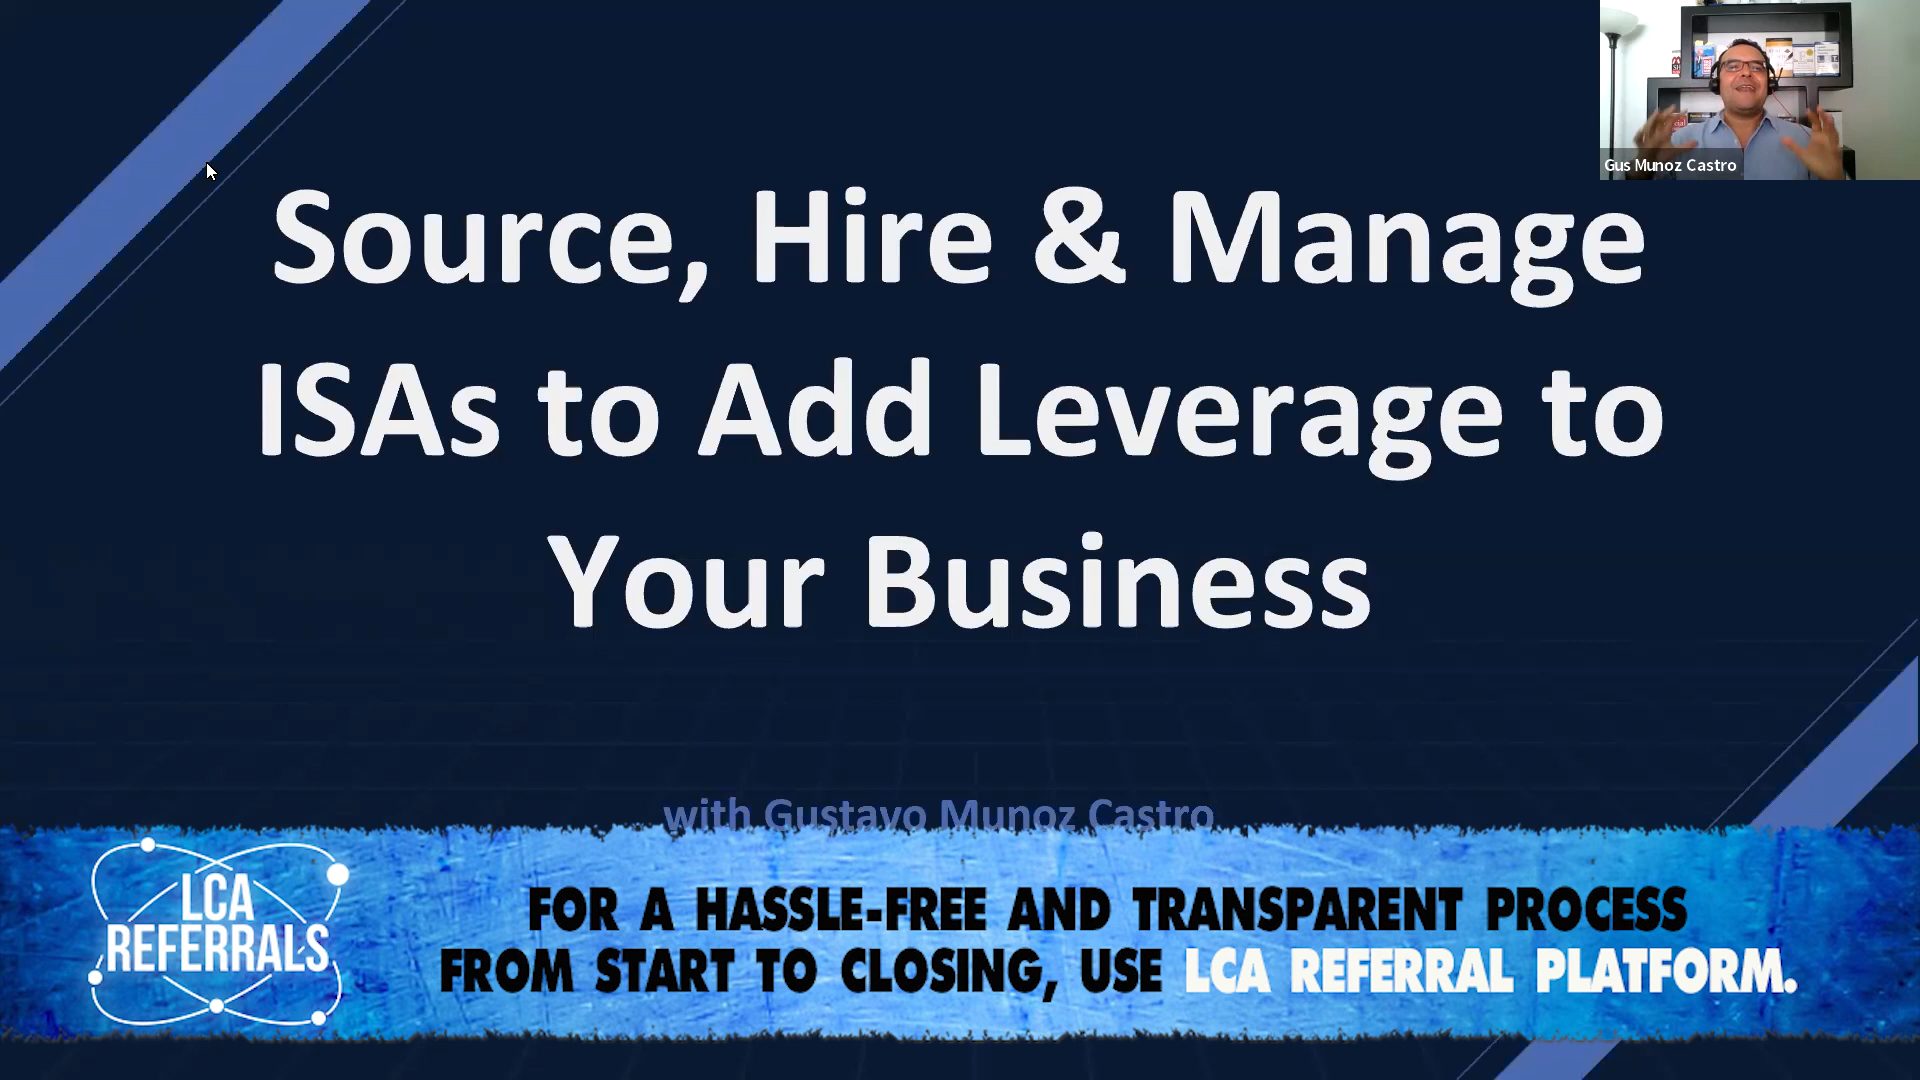 Gus Munoz Castro
Source, Hire & Manage
ISAs to Add Leverage to
Your Business
with Gustavo Munoz Castro
LCA
REFERRALS
FOR A HASSLE-FREE AND TRANSPARENT PROCESS
FROM START TO CLOSING, USE LCA REFERRAL PLATFORM.